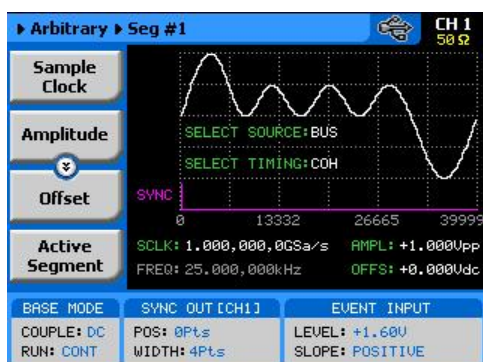 Arbitrary Seg #1
CH 1
50 Ω
Sample
Clock
Amplitude
Offset
Active
Segment
SELECT SOURCE:BUS
SELECT TIMING:COH
SYNC
0 13332 26665 39999
SCLK: 1.000,000,0GSa/s AMPL: +1.000Vpp
FREQ: 25.000,000kHz OFFS: +0.000Vdc
BASE MODE
COUPLE: DC
RUN: CONT
SYNC OUT [CH1]
POS: 0Pts
WIDTH: 4Pts
EVENT INPUT
LEVEL: +1.60V
SLOPE: POSITIVE